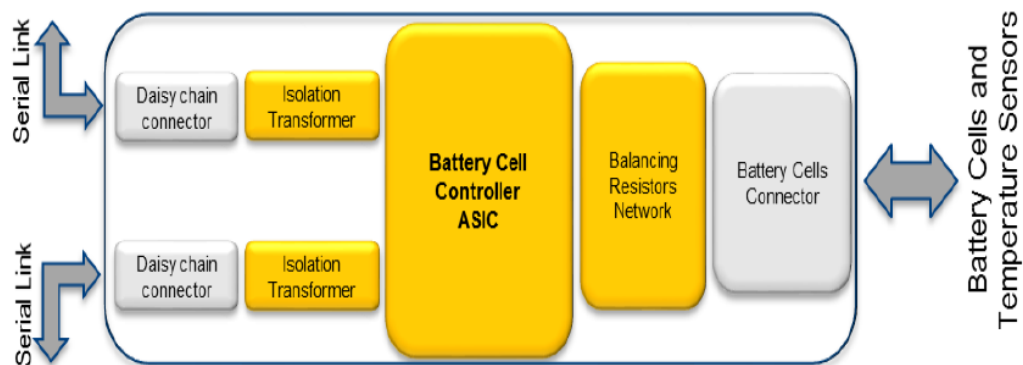 Serial Link
Daisy chain
connector
Isolation
Transformer
Serial Link
Daisy chain
connector
Isolation
Transformer
Battery Cell
Controller
ASIC
Balancing
Resistors
Network
Battery Cells
Connector
Battery Cells and
Temperature Sensors